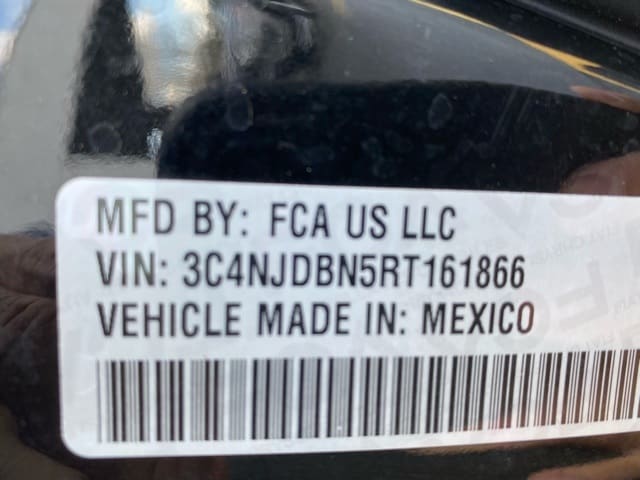 MFD BY: FCA US LLC
VIN: 3C4NJDBN5RT161866
VEHICLE MADE IN: MEXICO